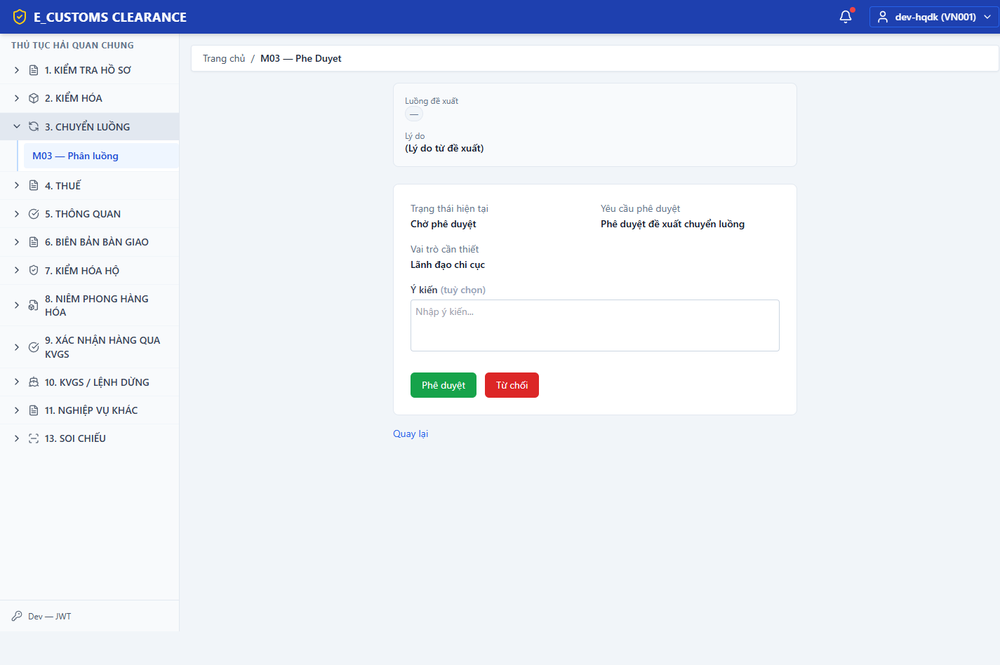 E_CUSTOMS CLEARANCE
dev-hqdk (VN001)
THỦ TỤC HẢI QUAN CHUNG
1. KIỂM TRA HỒ SƠ
2. KIỂM HÓA
3. CHUYỂN LUỒNG
M03 — Phân luồng
4. THUẾ
5. THÔNG QUAN
6. BIÊN BẢN BÀN GIAO
7. KIỂM HÓA HỘ
8. NIÊM PHONG HÀNG
HÓA
9. XÁC NHẬN HÀNG QUA
KVGS
10. KVGS / LỆNH DỪNG
11. NGHIỆP VỤ KHÁC
13. SOI CHIẾU
Dev — JWT
Trang chủ / M03 — Phe Duyet
Luồng đề xuất
—
Lý do
(Lý do từ đề xuất)
Trạng thái hiện tại
Chờ phê duyệt
Yêu cầu phê duyệt
Phê duyệt đề xuất chuyển luồng
Vai trò cần thiết
Lãnh đạo chi cục
Ý kiến (tuỳ chọn)
Nhập ý kiến...
Phê duyệt
Từ chối
Quay lại